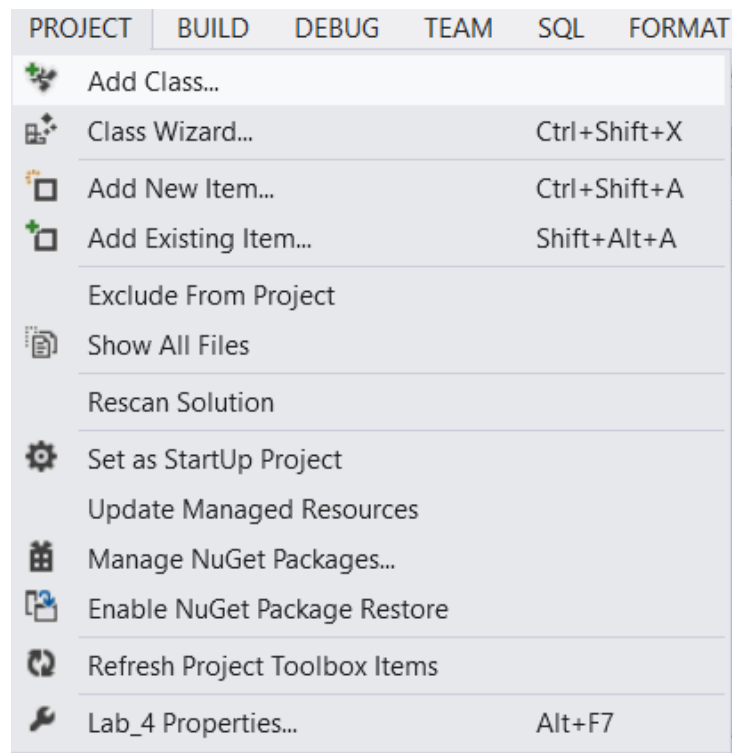 PROJECT BUILD DEBUG TEAM SQL FORMAT
Add Class...
Class Wizard... Ctrl+Shift+X
Add New Item... Ctrl+Shift+A
Add Existing Item... Shift+Alt+A
Exclude From Project
Show All Files
Rescan Solution
Set as StartUp Project
Update Managed Resources
Manage NuGet Packages...
Enable NuGet Package Restore
Refresh Project Toolbox Items
Lab_4 Properties... Alt+F7